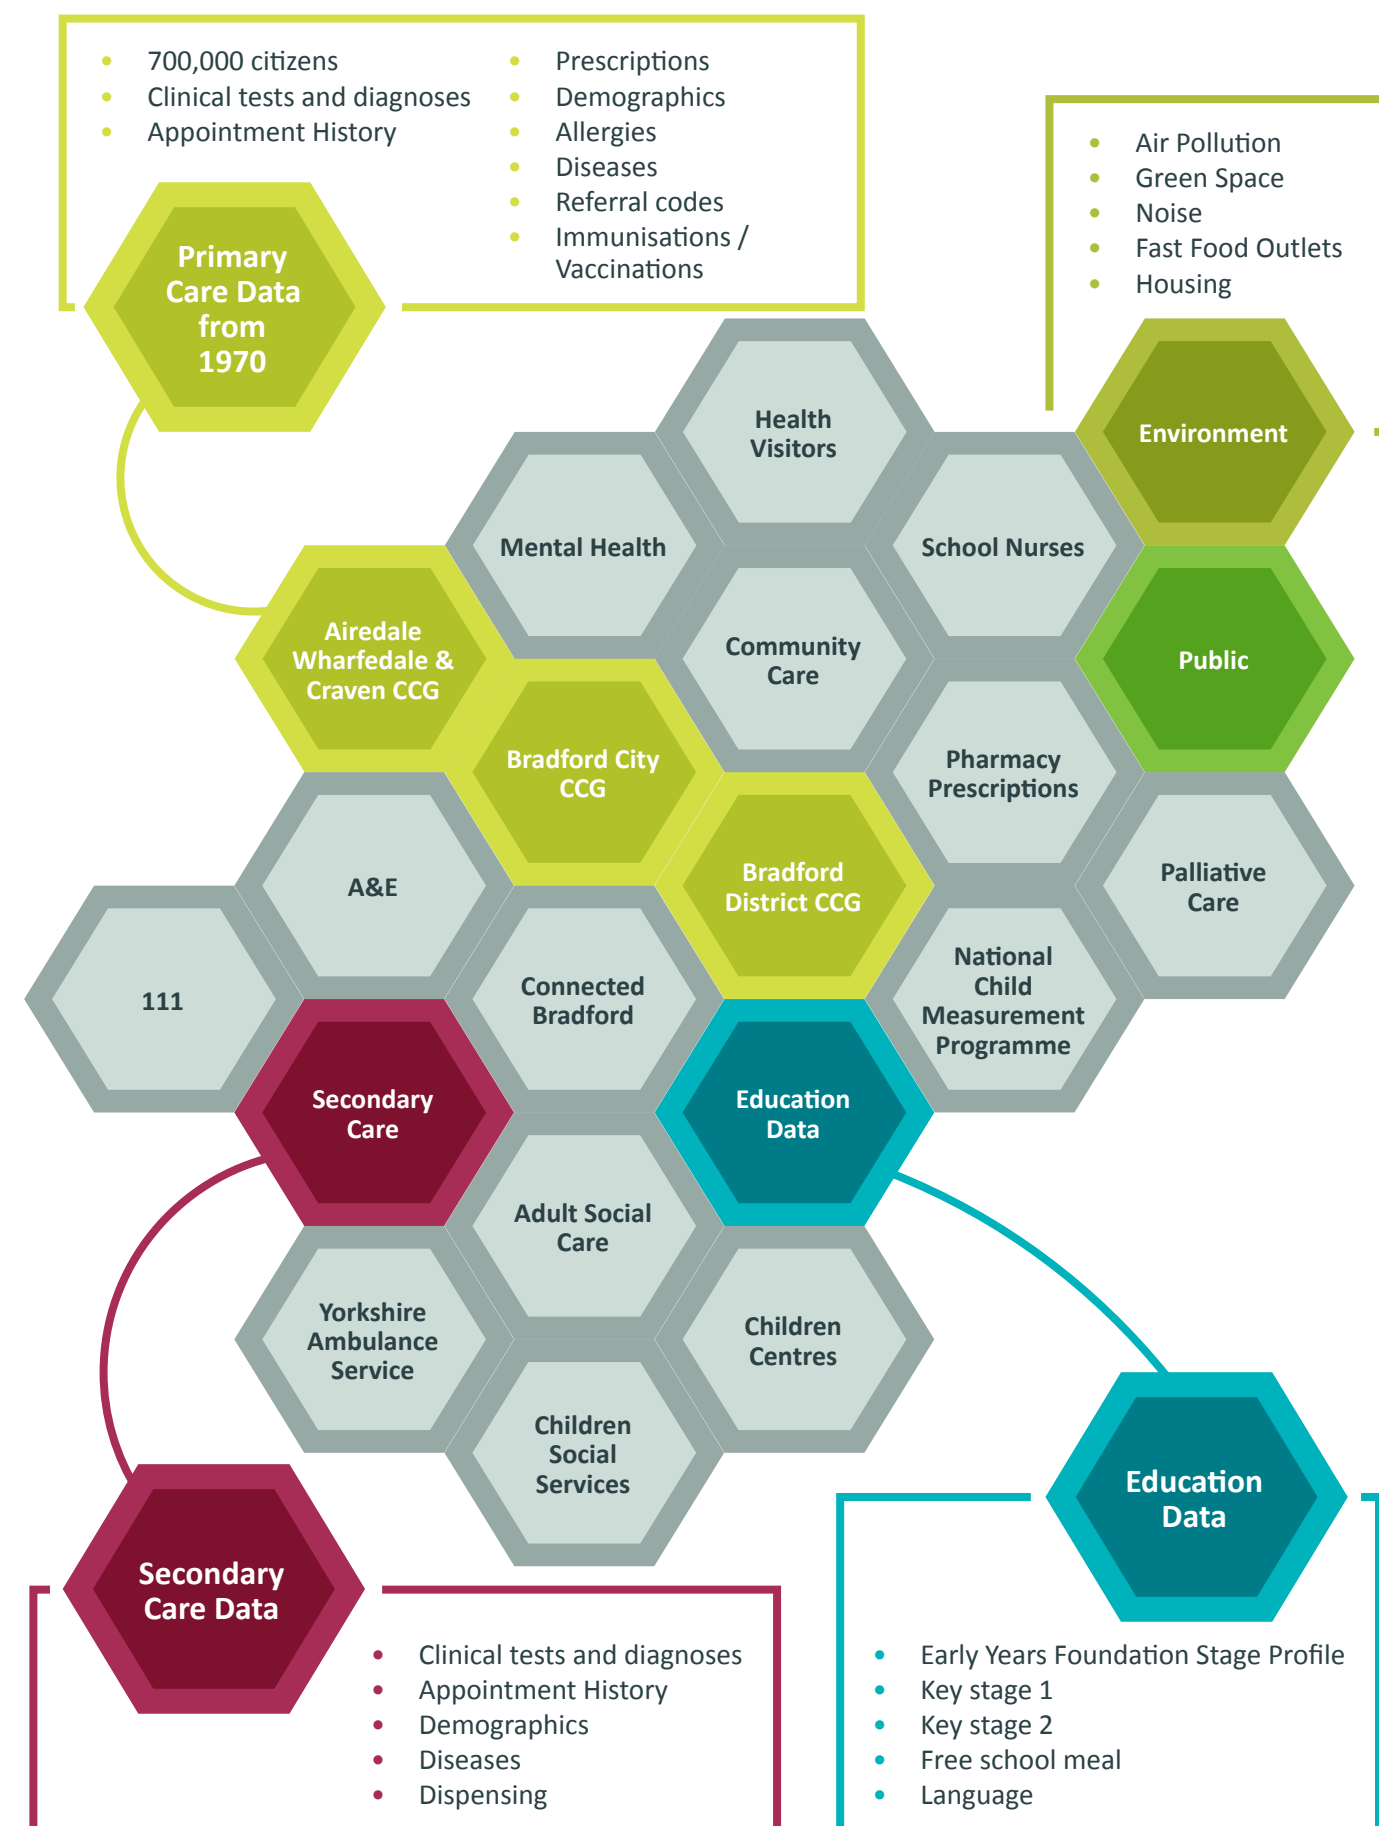 • 700,000 citizens
• Clinical tests and diagnoses
• Appointment History
• Prescriptions
• Demographics
• Allergies
• Diseases
• Referral codes
• Immunisations /
Vaccinations
Primary
Care Data
from
1970
• Air Pollution
• Green Space
• Noise
• Fast Food Outlets
• Housing
Environment
Health
Visitors
Mental Health
School Nurses
Airedale
Wharfedale &
Craven CCG
Community
Care
Public
Bradford City
CCG
Pharmacy
Prescriptions
A&E
Bradford
District CCG
Palliative
Care
111
Connected
Bradford
National
Child
Measurement
Programme
Secondary
Care
Education
Data
Adult Social
Care
Yorkshire
Ambulance
Service
Children
Centres
Children
Social
Services
Education
Data
Secondary
Care Data
• Clinical tests and diagnoses
• Appointment History
• Demographics
• Diseases
• Dispensing
• Early Years Foundation Stage Profile
• Key stage 1
• Key stage 2
• Free school meal
• Language